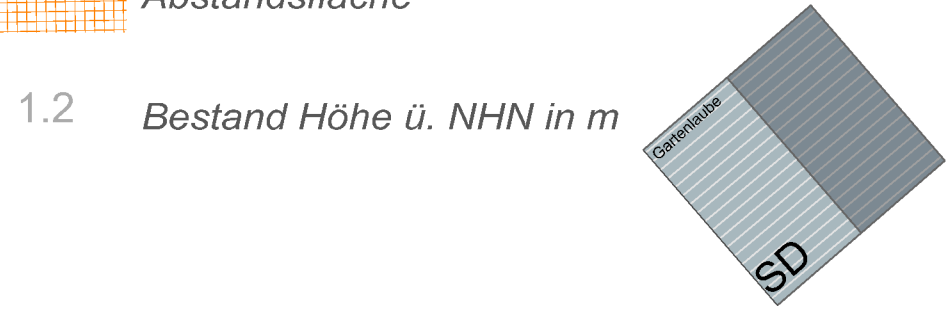 Abstandsfläche
1.2 Bestand Höhe ü. NHN in m
Gartenlaube
SD